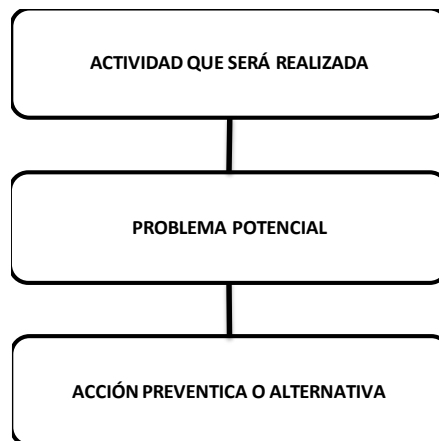 ACTIVIDAD QUE SERÁ REALIZADA
PROBLEMA POTENCIAL
ACCIÓN PREVENTICA O ALTERNATIVA